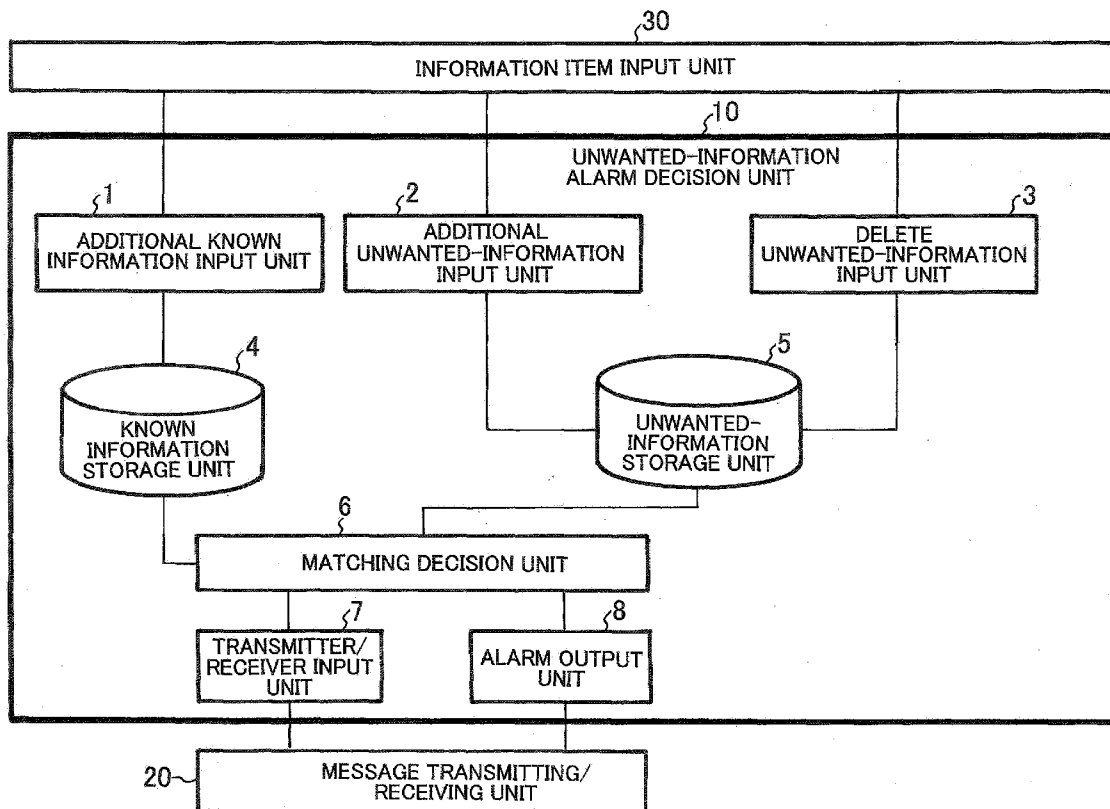 30
INFORMATION ITEM INPUT UNIT
10
UNWANTED-INFORMATION
ALARM DECISION UNIT
1
ADDITIONAL KNOWN
INFORMATION INPUT UNIT
2
ADDITIONAL
UNWANTED-INFORMATION
INPUT UNIT
3
DELETE
UNWANTED-INFORMATION
INPUT UNIT
4
KNOWN
INFORMATION
STORAGE UNIT
5
UNWANTED-
INFORMATION
STORAGE UNIT
6
MATCHING DECISION UNIT
7
TRANSMITTER/
RECEIVER INPUT
UNIT
8
ALARM OUTPUT
UNIT
20
MESSAGE TRANSMITTING/
RECEIVING UNIT